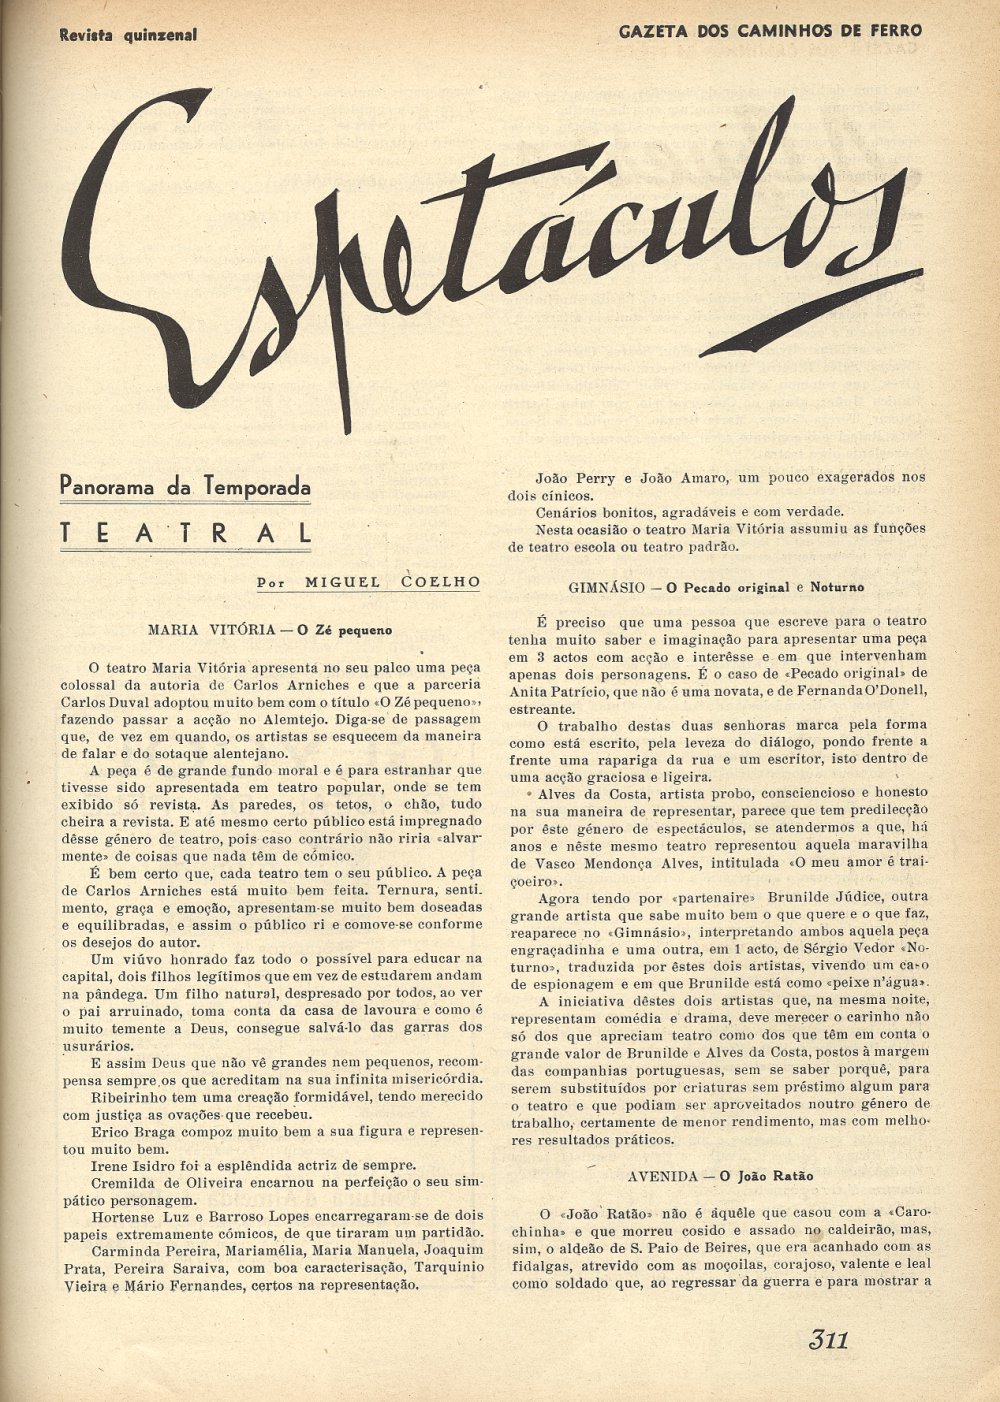 Revista quinzenal
GAZETA DOS CAMINHOS DE FERRO
Espetáculos
Panorama da Temporada
TEATRAL
Por MIGUEL COELHO
MARIA VITÓRIA — O Zé pequeno
O teatro Maria Vitória apresenta no seu palco uma peça
colossal da autoria de Carlos Arniches e que a parceria
Carlos Duval adoptou muito bem com o título «O Zé pequeno»,
fazendo passar a acção no Alemtejo. Diga-se de passagem
que, de vez em quando, os artistas se esquecem da maneira
de falar e do sotaque alentejano.
A peça é de grande fundo moral e é para estranhar que
tivesse sido apresentada em teatro popular, onde se tem
exibido só revista. As paredes, os tetos, o chão, tudo
cheira a revista. E até mesmo certo público está impregnado
dêsse género de teatro, pois caso contrário não riria «alvar-
mente» de coisas que nada têm de cómico.
É bem certo que, cada teatro tem o seu público. A peça
de Carlos Arniches está muito bem feita. Ternura, senti-
mento, graça e emoção, apresentam-se muito bem doseadas
e equilibradas, e assim o público ri e comove-se conforme
os desejos do autor.
Um viúvo honrado faz todo o possível para educar na
capital, dois filhos legítimos que em vez de estudarem andam
na pândega. Um filho natural, despresado por todos, ao ver
o pai arruinado, toma conta da casa de lavoura e como é
muito temente a Deus, consegue salvá-lo das garras dos
usurários.
E assim Deus que não vê grandes nem pequenos, recom-
pensa sempre os que acreditam na sua infinita misericórdia.
Ribeirinho tem uma creação formidável, tendo merecido
com justiça as ovações que recebeu.
Erico Braga compoz muito bem a sua figura e represen-
tou muito bem.
Irene Isidro foi a esplêndida actriz de sempre.
Cremilda de Oliveira encarnou na perfeição o seu sim-
pático personagem.
Hortense Luz e Barroso Lopes encarregaram-se de dois
papeis extremamente cómicos, de que tiraram um partidão.
Carminda Pereira, Mariamélia, Maria Manuela, Joaquim
Prata, Pereira Saraiva, com boa caracterisação, Tarquinio
Vieira e Mário Fernandes, certos na representação.
João Perry e João Amaro, um pouco exagerados nos
dois cínicos.
Cenários bonitos, agradáveis e com verdade.
Nesta ocasião o teatro Maria Vitória assumiu as funções
de teatro escola ou teatro padrão.
GIMNÁSIO — O Pecado original e Noturno
É preciso que uma pessoa que escreve para o teatro
tenha muito saber e imaginação para apresentar uma peça
em 3 actos com acção e interêsse e em que intervenham
apenas dois personagens. É o caso de «Pecado original» de
Anita Patrício, que não é uma novata, e de Fernanda O'Donell,
estreante.
O trabalho destas duas senhoras marca pela forma
como está escrito, pela leveza do diálogo, pondo frente a
frente uma rapariga da rua e um escritor, isto dentro de
uma acção graciosa e ligeira.
Alves da Costa, artista probo, consciencioso e honesto
na sua maneira de representar, parece que tem predilecção
por êste género de espectáculos, se atendermos a que, há
anos e nêste mesmo teatro representou aquela maravilha
de Vasco Mendonça Alves, intitulada «O meu amor é trai-
çoeiro».
Agora tendo por «partenaire» Brunilde Júdice, outra
grande artista que sabe muito bem o que quere e o que faz,
reaparece no «Gimnásio», interpretando ambos aquela peça
engraçadinha e uma outra, em 1 acto, de Sérgio Vedor «No-
turno», traduzida por êstes dois artistas, vivendo um caso
de espionagem e em que Brunilde está como «peixe n'água».
A iniciativa dêstes dois artistas que, na mesma noite,
representam comédia e drama, deve merecer o carinho não
só dos que apreciam teatro como dos que têm em conta o
grande valor de Brunilde e Alves da Costa, postos à margem
das companhias portuguesas, sem se saber porquê, para
serem substituídos por criaturas sem préstimo algum para
o teatro e que podiam ser aproveitados noutro género de
trabalho, certamente de menor rendimento, mas com melho-
res resultados práticos.
AVENIDA — O João Ratão
O «João Ratão» não é áquêle que casou com a «Caro-
chinha» e que morreu cosido e assado no caldeirão, mas,
sim, o aldeão de S. Paio de Beires, que era acanhado com as
fidalgas, atrevido com as moçoilas, corajoso, valente e leal
como soldado que, ao regressar da guerra e para mostrar a
311